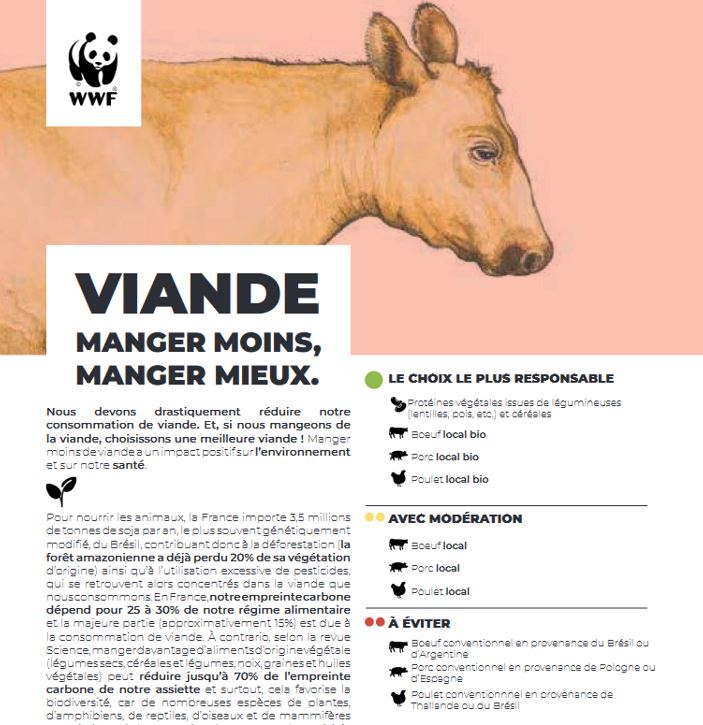 WWF
VIANDE
MANGER MOINS,
MANGER MIEUX.
Nous devons drastiquement réduire notre
consommation de viande. Et, si nous mangeons de
la viande, choisissons une meilleure viande ! Manger
moins de viande a un impact positif sur l'environnement
et sur notre santé.
Pour nourrir les animaux, la France importe 3,5 millions
de tonnes de soja par an, le plus souvent génétiquement
modifié, du Brésil, contribuant donc à la déforestation (la
forêt amazonienne a déjà perdu 20% de sa végétation
d'origine) ainsi qu'à l'utilisation excessive de pesticides,
qui se retrouvent alors concentrés dans la viande que
nous consommons. En France, notre empreinte carbone
dépend pour 25 à 30% de notre régime alimentaire
et la majeure partie (approximativement 15%) est due à
la consommation de viande. À contrario, selon la revue
Science, manger davantage d'aliments d'origine végétale
(légumes secs, céréales et légumes, noix, graines et huiles
végétales) peut réduire jusqu'à 70% de l'empreinte
carbone de notre assiette et surtout, cela favorise la
biodiversité, car de nombreuses espèces de plantes,
d'amphibiens, de reptiles, d'oiseaux et de mammifères
LE CHOIX LE PLUS RESPONSABLE
Protéines végétales issues de légumineuses
(lentilles, pois, etc.) et céréales
Boeuf local bio
Porc local bio
Poulet local bio
AVEC MODÉRATION
Boeuf local
Porc local
Poulet local
À ÉVITER
Boeuf conventionnel en provenance du Brésil ou
d'Argentine
Porc conventionnel en provenance de Pologne ou
d'Espagne
Poulet conventionnnel en provenance de
Thaïlande ou du Brésil